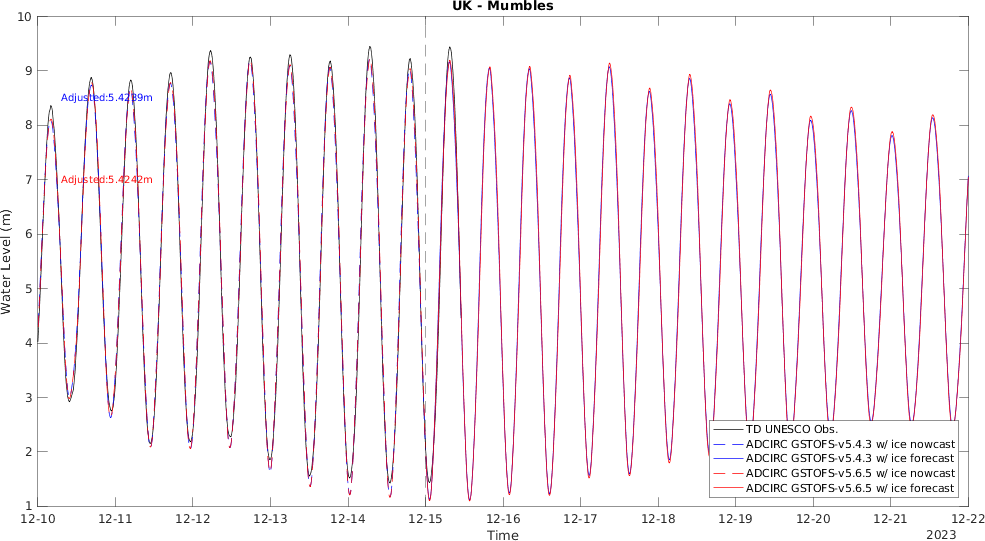 UK - Mumbles
10
9
8
7
6
5
4
3
2
1
Water Level (m)
Adjusted:5.4239m
Adjusted:5.4242m
TD UNESCO Obs.
ADCIRC GSTOFS-v5.4.3 w/ ice nowcast
ADCIRC GSTOFS-v5.4.3 w/ ice forecast
ADCIRC GSTOFS-v5.6.5 w/ ice nowcast
ADCIRC GSTOFS-v5.6.5 w/ ice forecast
12-10 12-11 12-12 12-13 12-14 12-15 12-16 12-17 12-18 12-19 12-20 12-21 12-22
Time
2023